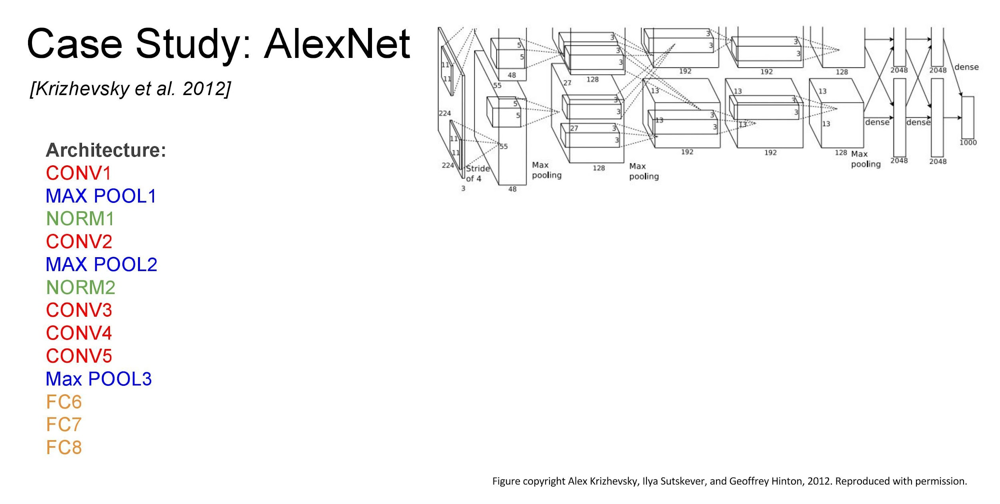 Case Study: AlexNet
[Krizhevsky et al. 2012]
Architecture:
CONV1
MAX POOL1
NORM1
CONV2
MAX POOL2
NORM2
CONV3
CONV4
CONV5
Max POOL3
FC6
FC7
FC8
11
11
224
11
11
224
3
Stride
of 4
5
5
48
55
5
5
55
48
Max
pooling
3
3
3
128
27
3
3
27
3
3
128
Max
pooling
3
3
192
13
3
13
3
192
3
3
192
13
3
3
13
192
128
13
13
128
Max
pooling
2048
2048
dense
dense
dense
2048
2048
1000
Figure copyright Alex Krizhevsky, Ilya Sutskever, and Geoffrey Hinton, 2012. Reproduced with permission.